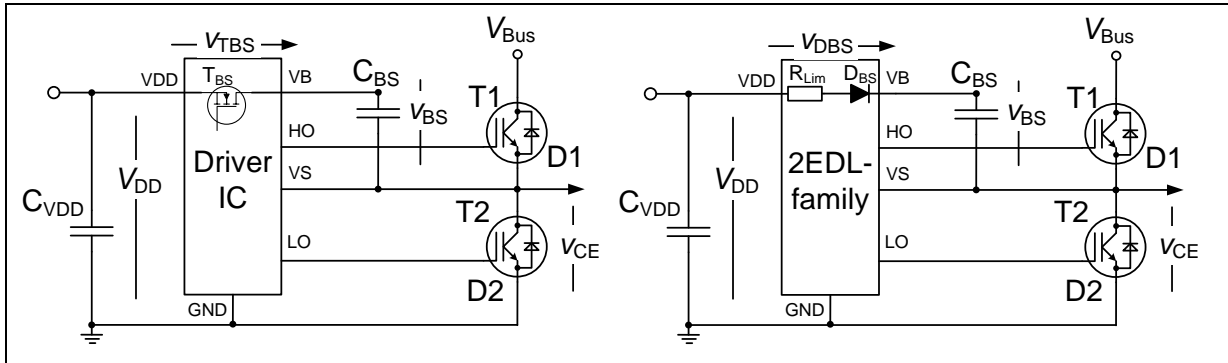 vTBS
VDD
TBS
VB
CBS
vBS
VBus
T1
HO
D1
Driver
IC
VDD
CVDD
VS
T2
LO
vCE
D2
GND
vDBS
VDD
RLim
DBS
VB
CBS
vBS
VBus
T1
HO
D1
2EDL-
family
VDD
CVDD
VS
T2
LO
vCE
D2
GND